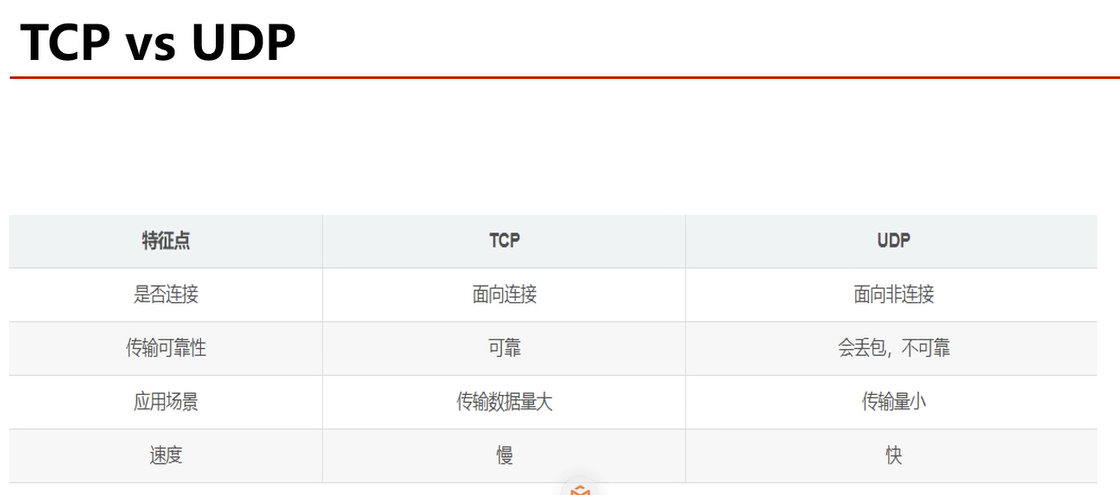 TCP vs UDP
特征点 TCP UDP
是否连接 面向连接 面向非连接
传输可靠性 可靠 会丢包，不可靠
应用场景 传输数据量大 传输量小
速度 慢 快